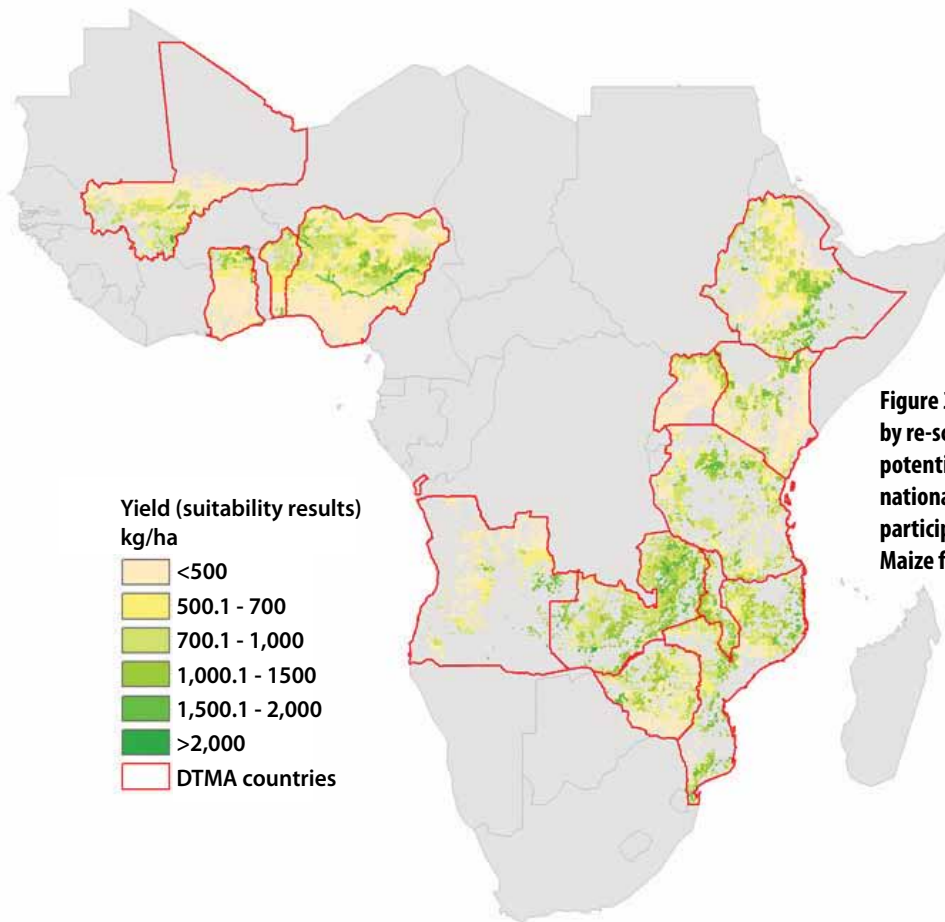 Figure
by re-so
potenti
nationa
particip
Maize f
Yield (suitability results)
kg/ha
<500
500.1 - 700
700.1 - 1,000
1,000.1 - 1500
1,500.1 - 2,000
>2,000
DTMA countries